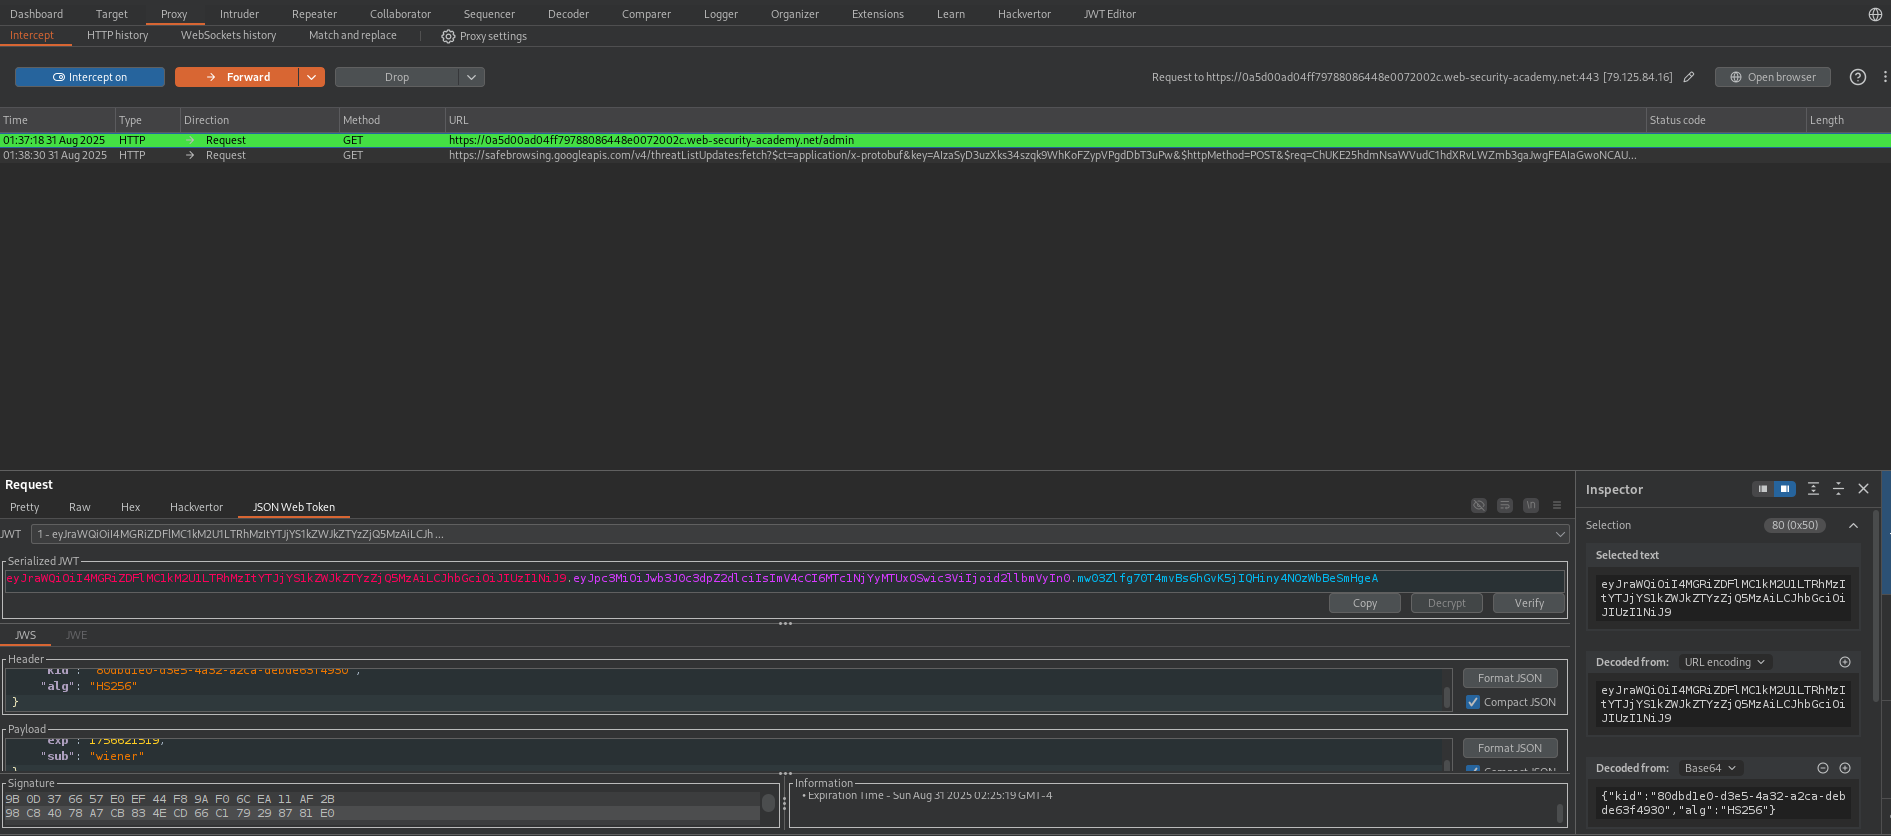 Dashboard Target Proxy Intruder Repeater Collaborator Sequencer Decoder Comparer Logger Organizer Extensions Learn Hackvertor JWT Editor
Intercept HTTP history WebSockets history Match and replace Proxy settings
Intercept on Forward Drop Request to https://0a5d00ad04ff79788086448e0072002c.web-security-academy.net:443 [79.125.84.16] Open browser
Time Type Direction Method URL Status code Length
01:37:18 31 Aug 2025 HTTP → Request GET https://0a5d00ad04ff79788086448e0072002c.web-security-academy.net/admin
01:38:30 31 Aug 2025 HTTP → Request GET https://safebrowsing.googleapis.com/v4/threatListUpdates:fetch?$ct=application/x-protobuf&key=AIzaSyD3uzXks34szqk9WhKoFZypVPgdDbT3uPw&$httpMethod=POST&$req=ChUKE25hdmNsaWVudC1hdXRvLWZmb3gaJwgFEAIaGwoNCAU...
Request
Pretty Raw Hex Hackvertor JSON Web Token
JWT 1 - eyJraWQiOiI4MGRiZDFlMC1kM2U1LTRhMzItYTJjYS1kZWJkZTYzZjQ5MzAiLCJh ...
Serialized JWT
eyJraWQiOiI4MGRiZDFlMC1kM2U1LTRhMzItYTJjYS1kZWJkZTYzZjQ5MzAiLCJhbGciOiJIUzI1NiJ9.eyJpc3MiOiJwb3J0c3dpZ2dlciIsImV4cCI6MTc1NjYyMTUxOSwic3ViIjoid2llbmVyIn0.mw03Zlfg70T4mvBs6hGvK5jIQHiny4NOzWbBeSmHgeA
Copy Decrypt Verify
JWS JWE
Header
"kid": "80dbd1e0-d3e5-4a32-a2ca-debde63f4930",
"alg": "HS256"
}
Format JSON
Compact JSON
Payload
"exp": 1756621519,
"sub": "wiener"
}
Format JSON
Compact JSON
Signature
9B 0D 37 66 57 E0 EF 44 F8 9A F0 6C EA 11 AF 2B
98 C8 40 78 A7 CB 83 4E CD 66 C1 79 29 87 81 E0
Information
• Expiration Time - Sun Aug 31 2025 02:25:19 GMT-4
Inspector
Selection 80 (0x50)
Selected text
eyJraWQiOiI4MGRiZDFlMC1kM2U1LTRhMzI
tYTJjYS1kZWJkZTYzZjQ5MzAiLCJhbGciOi
JIUzI1NiJ9
Decoded from: URL encoding
eyJraWQiOiI4MGRiZDFlMC1kM2U1LTRhMzI
tYTJjYS1kZWJkZTYzZjQ5MzAiLCJhbGciOi
JIUzI1NiJ9
Decoded from: Base64
{"kid":"80dbd1e0-d3e5-4a32-a2ca-deb
de63f4930","alg":"HS256"}